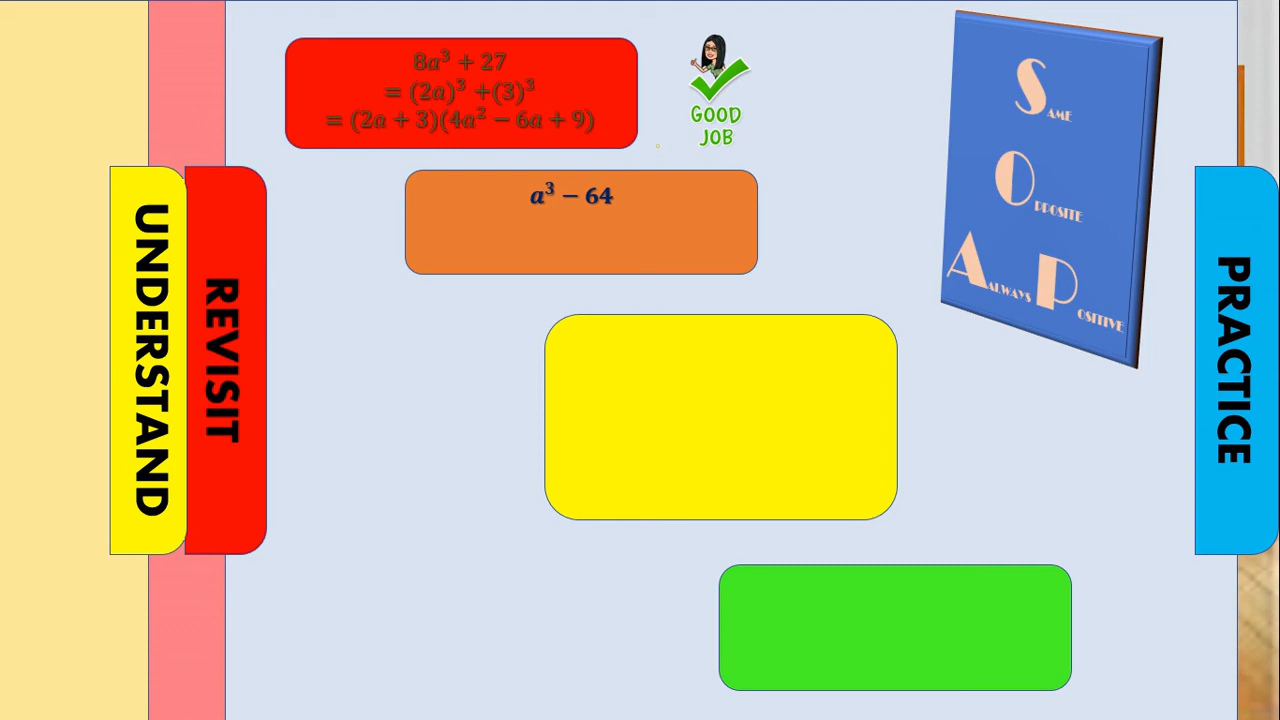 8a³ + 27
= (2a)³ +(3)³
= (2a + 3)(4a² − 6a + 9)
GOOD
JOB
a³ − 64
SAME
OPPOSITE
AALWAYS POSITIVE
UNDERSTAND
REVISIT
PRACTICE